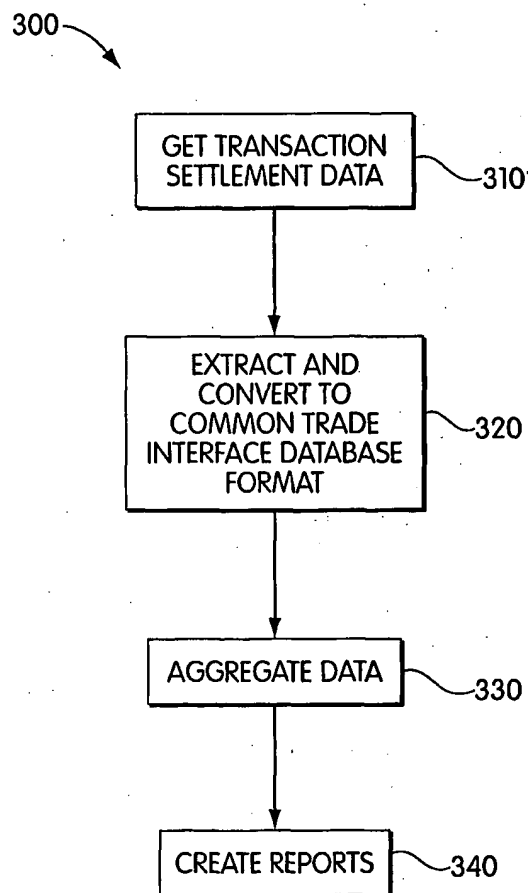 300
GET TRANSACTION
SETTLEMENT DATA
310
EXTRACT AND
CONVERT TO
COMMON TRADE
INTERFACE DATABASE
FORMAT
320
AGGREGATE DATA
330
CREATE REPORTS
340